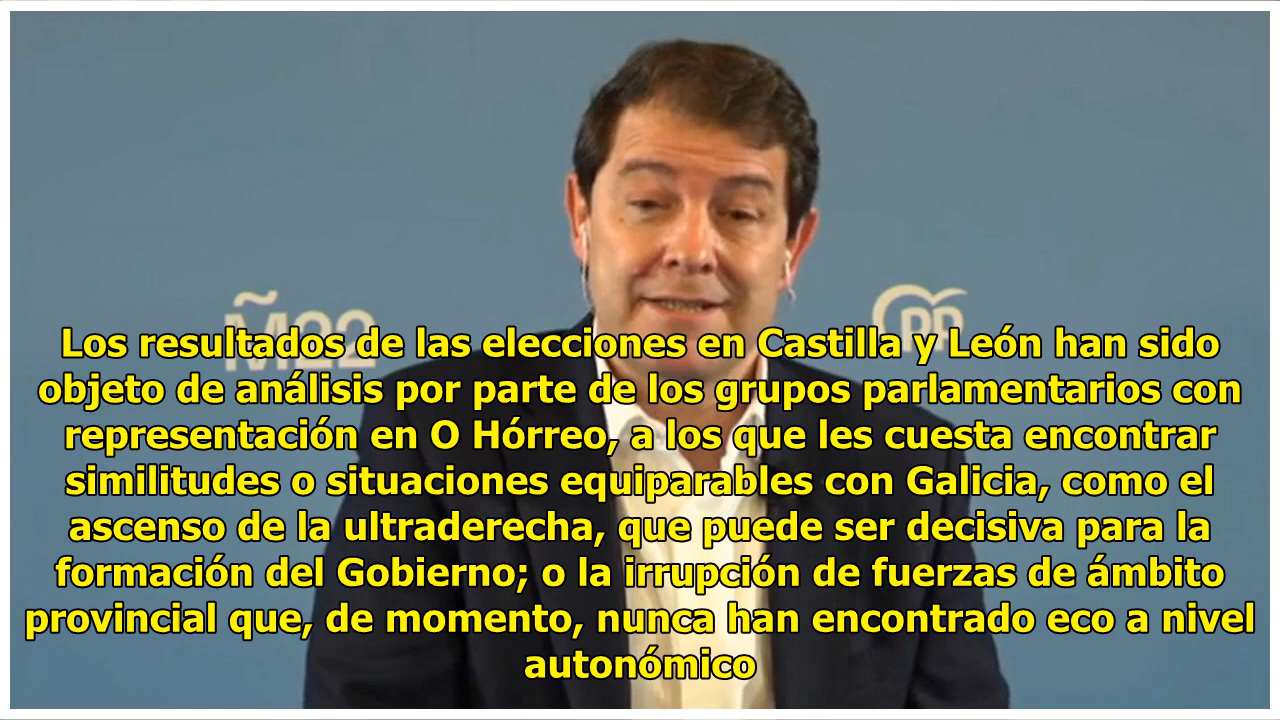 Ñ22
PP
Los resultados de las elecciones en Castilla y León han sido
objeto de análisis por parte de los grupos parlamentarios con
representación en O Hórreo, a los que les cuesta encontrar
similitudes o situaciones equiparables con Galicia, como el
ascenso de la ultraderecha, que puede ser decisiva para la
formación del Gobierno; o la irrupción de fuerzas de ámbito
provincial que, de momento, nunca han encontrado eco a nivel
autonómico